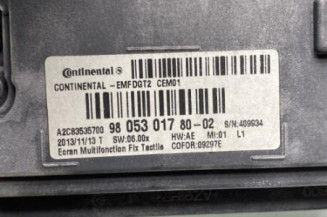 Continental
CONTINENTAL -EMFDGT2 CEM01
A2C83535700 98 053 017 80-02 S/N:409934
2013/11/13 T SW:06.00x HW:AE MI:01 L1
Ecran Multifonction Fix Tactile COFOR:09297E